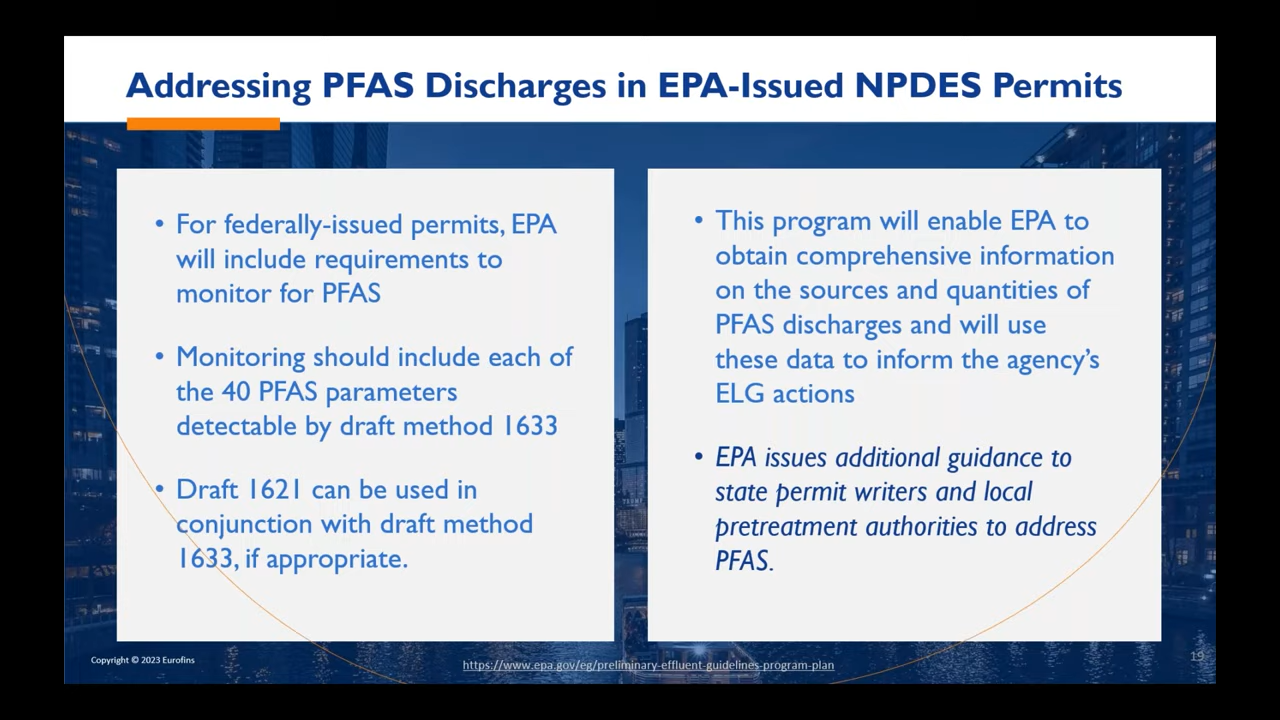 Addressing PFAS Discharges in EPA-Issued NPDES Permits
• For federally-issued permits, EPA
will include requirements to
monitor for PFAS
• Monitoring should include each of
the 40 PFAS parameters
detectable by draft method 1633
• Draft 1621 can be used in
conjunction with draft method
1633, if appropriate.
• This program will enable EPA to
obtain comprehensive information
on the sources and quantities of
PFAS discharges and will use
these data to inform the agency’s
ELG actions
• EPA issues additional guidance to
state permit writers and local
pretreatment authorities to address
PFAS.
TRUMP
Copyright © 2023 Eurofins
https://www.epa.gov/eg/preliminary-effluent-guidelines-program-plan
19